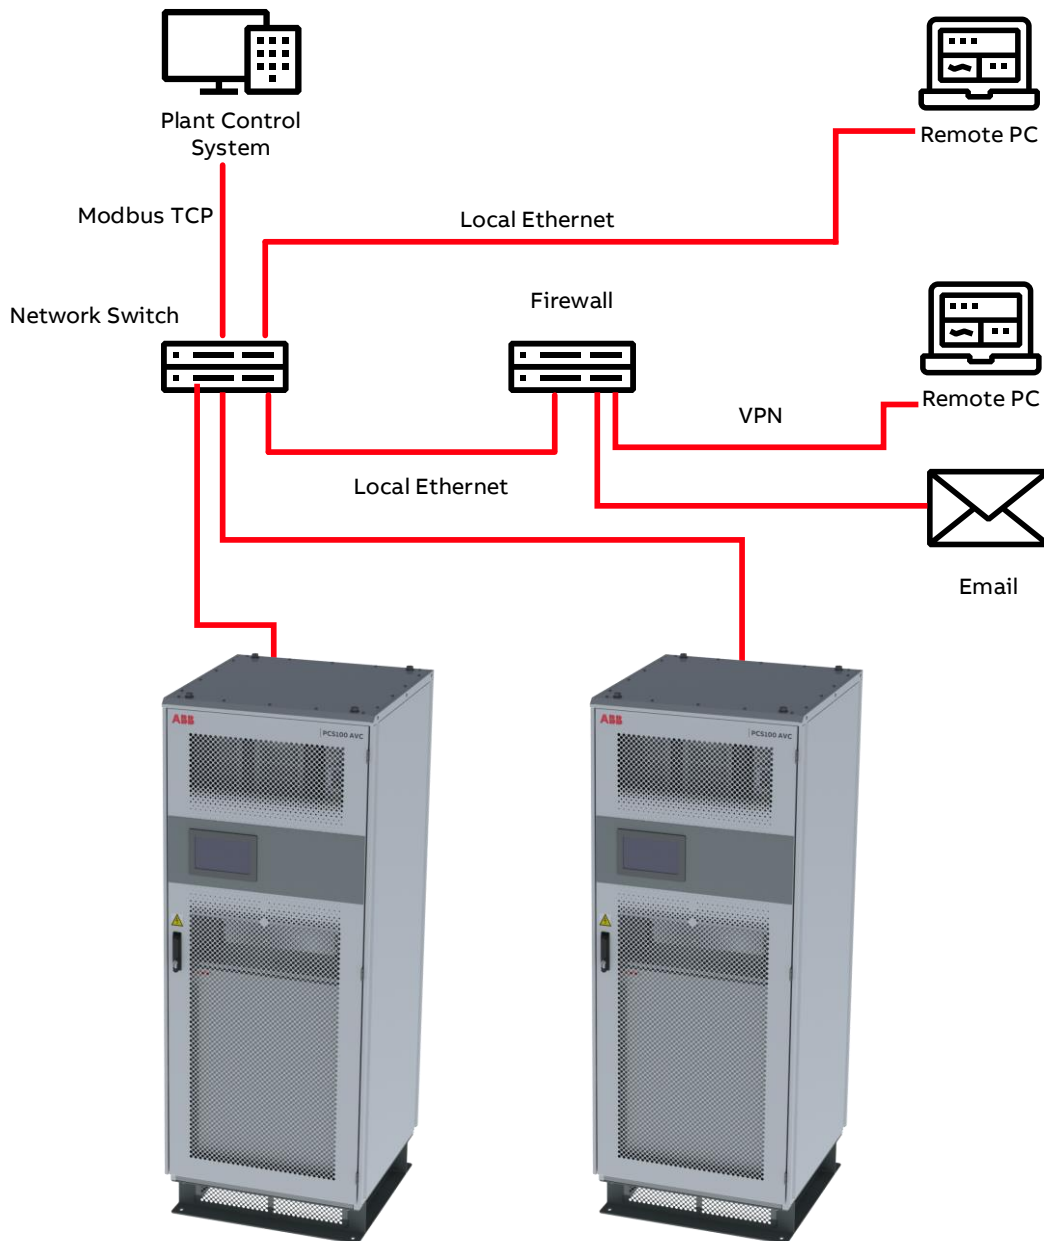 Plant Control
System
Remote PC
Modbus TCP
Local Ethernet
Network Switch
Firewall
Remote PC
VPN
Local Ethernet
Email
ABB
PCS100 AVC
ABB
PCS100 AVC